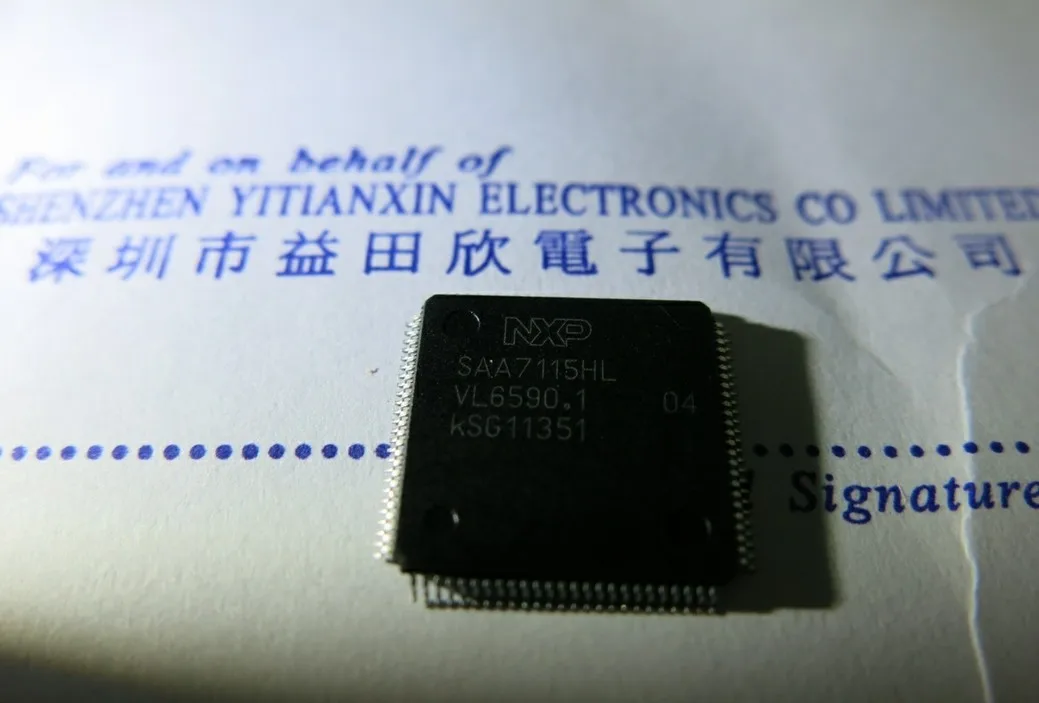 For and on behalf of
SHENZHEN YITIANXIN ELECTRONICS CO LIMITED
深圳市益田欣電子有限公司
NXP
SAA7115HL
VL6590.1 04
KSG11351
Signature